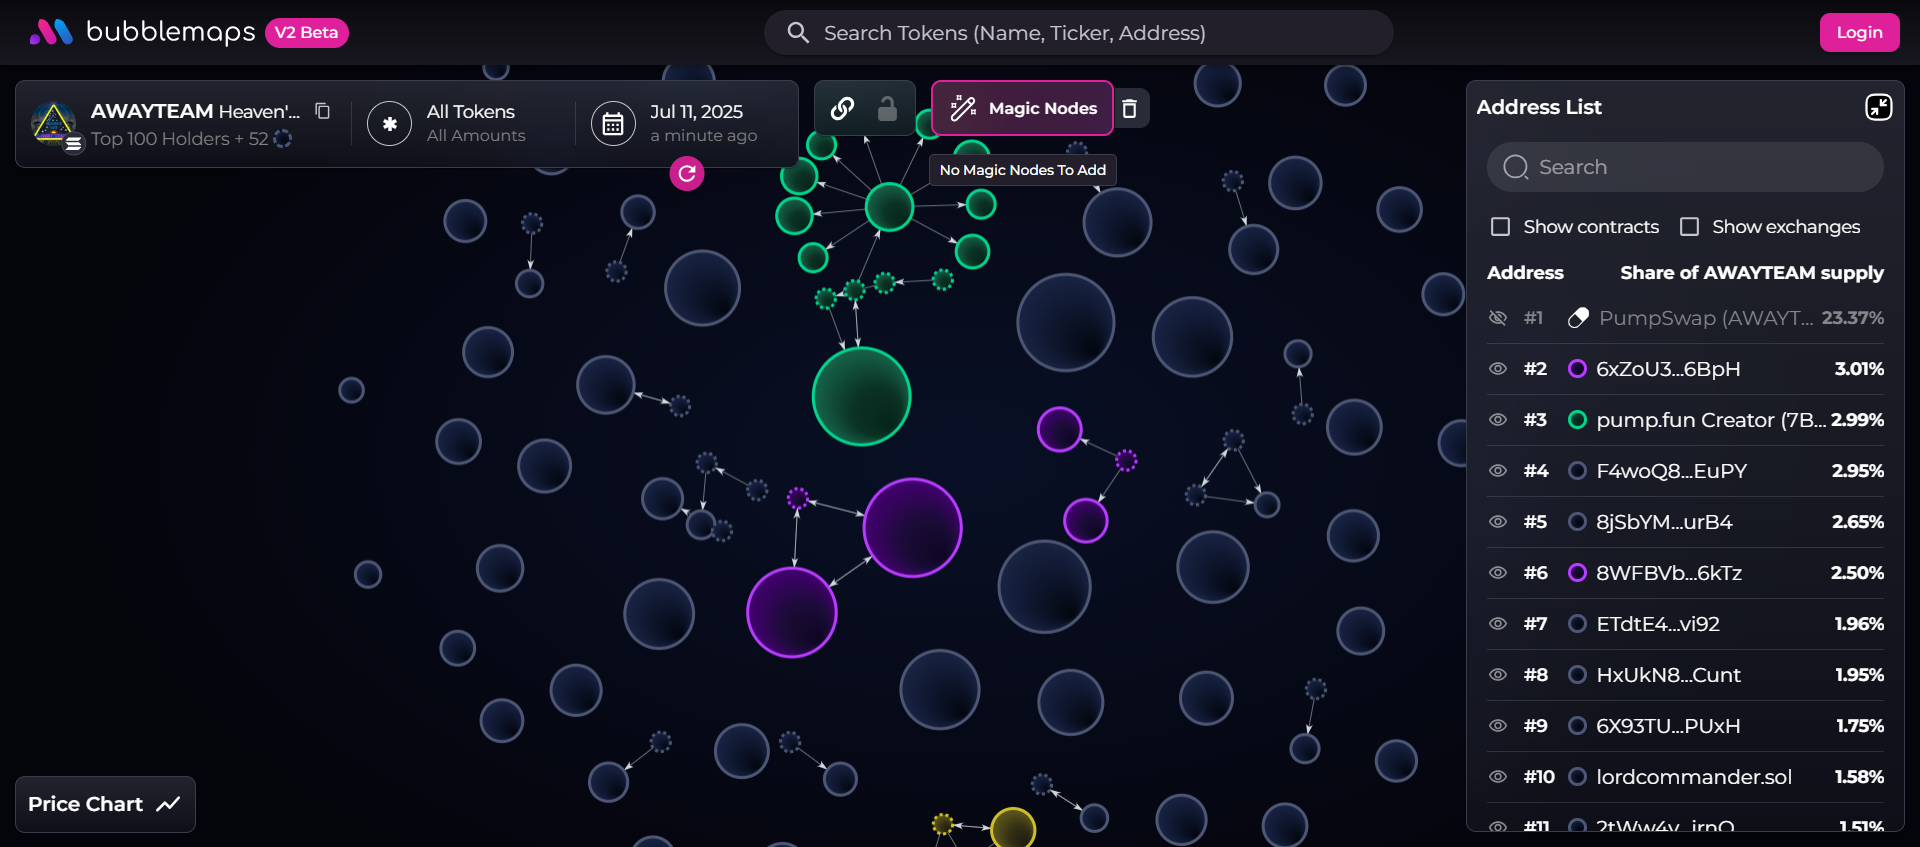 bubblemaps V2 Beta
Search Tokens (Name, Ticker, Address)
Login
AWAYTEAM Heaven'...
Top 100 Holders + 52
All Tokens
All Amounts
Jul 11, 2025
a minute ago
Magic Nodes
No Magic Nodes To Add
Address List
Search
Show contracts
Show exchanges
Address Share of AWAYTEAM supply
#1 PumpSwap (AWAYT... 23.37%
#2 6xZoU3...6BpH 3.01%
#3 pump.fun Creator (7B... 2.99%
#4 F4woQ8...EuPY 2.95%
#5 8jSbYM...urB4 2.65%
#6 8WFBVb...6kTz 2.50%
#7 ETdtE4...vi92 1.96%
#8 HxUkN8...Cunt 1.95%
#9 6X93TU...PUxH 1.75%
#10 lordcommander.sol 1.58%
#11 1.51%
Price Chart